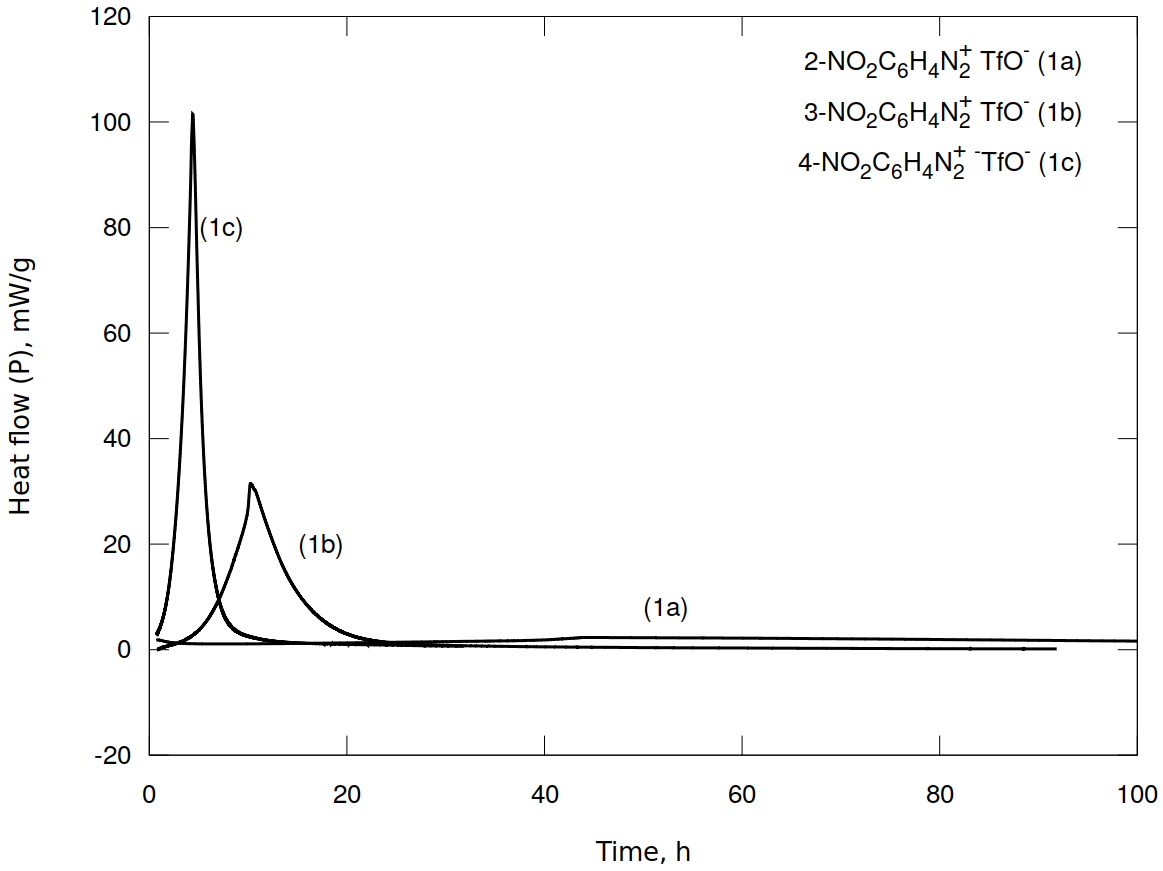 120
100
80
60
40
20
0
-20
0 20 40 60 80 100
Heat flow (P), mW/g
Time, h
2-NO₂C₆H₄N₂⁺ TfO⁻ (1a)
3-NO₂C₆H₄N₂⁺ TfO⁻ (1b)
4-NO₂C₆H₄N₂⁺ ⁻TfO⁻ (1c)
(1c)
(1b)
(1a)